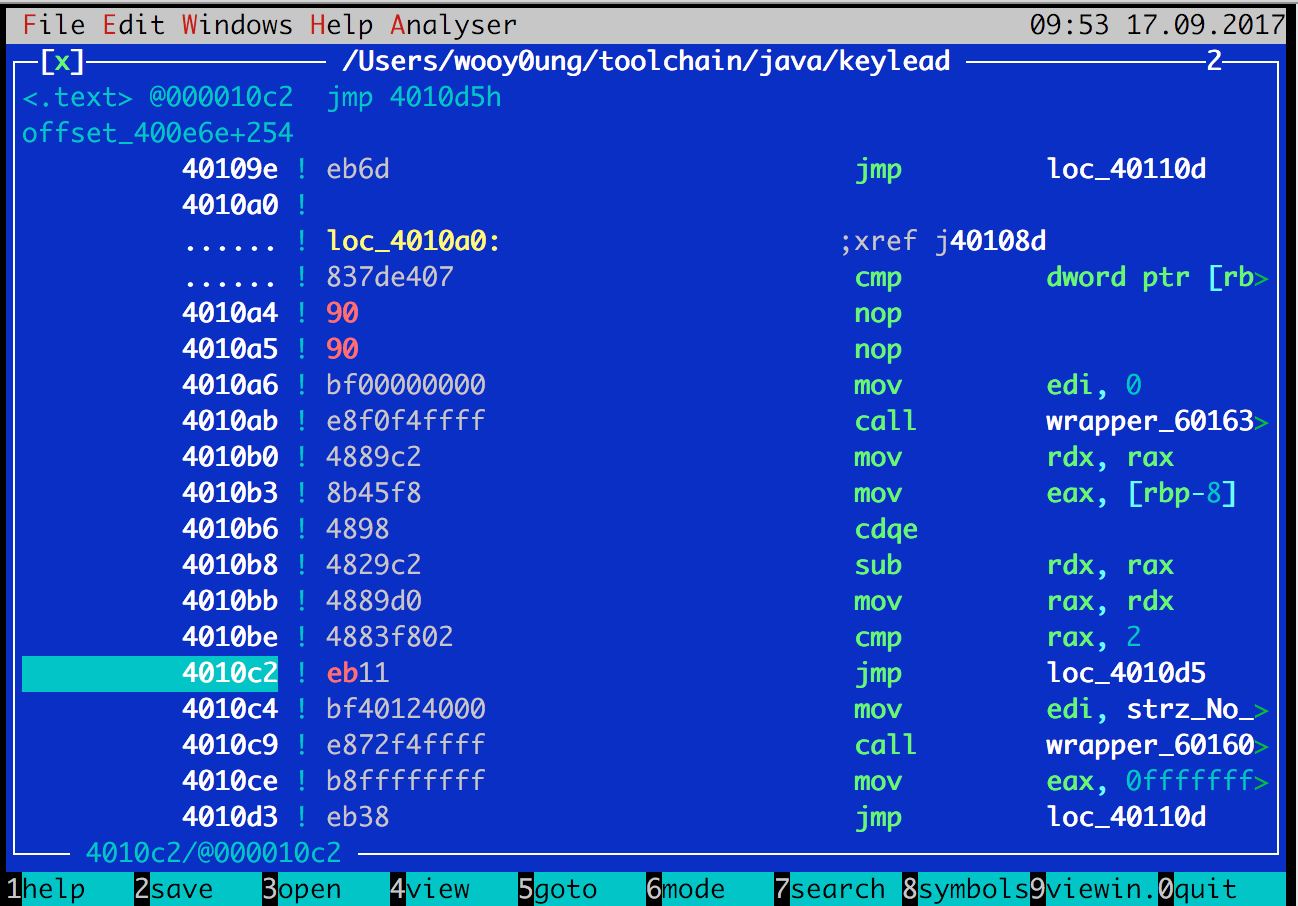 File Edit Windows Help Analyser 09:53 17.09.2017
[x] /Users/wooy0ung/toolchain/java/keylead 2
<.text> @000010c2 jmp 4010d5h
offset_400e6e+254
40109e ! eb6d jmp loc_40110d
4010a0 !
...... ! loc_4010a0: ;xref j40108d
...... ! 837de407 cmp dword ptr [rb>
4010a4 ! 90 nop
4010a5 ! 90 nop
4010a6 ! bf00000000 mov edi, 0
4010ab ! e8f0f4ffff call wrapper_60163>
4010b0 ! 4889c2 mov rdx, rax
4010b3 ! 8b45f8 mov eax, [rbp-8]
4010b6 ! 4898 cdqe
4010b8 ! 4829c2 sub rdx, rax
4010bb ! 4889d0 mov rax, rdx
4010be ! 4883f802 cmp rax, 2
4010c2 ! eb11 jmp loc_4010d5
4010c4 ! bf40124000 mov edi, strz_No_>
4010c9 ! e872f4ffff call wrapper_60160>
4010ce ! b8ffffffff mov eax, 0fffffff>
4010d3 ! eb38 jmp loc_40110d
4010c2/@000010c2
1help 2save 3open 4view 5goto 6mode 7search 8symbols9viewin.0quit